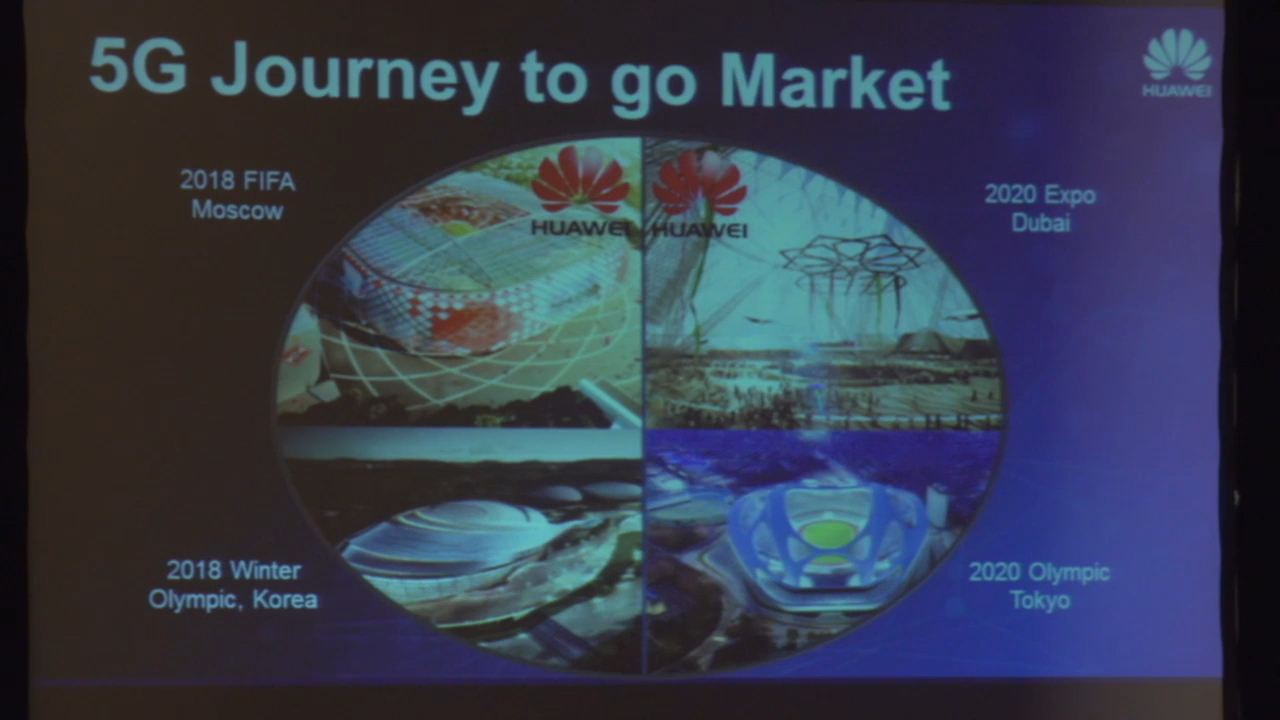 5G Journey to go Market
HUAWEI
2018 FIFA
Moscow
HUAWEI
HUAWEI
2020 Expo
Dubai
2018 Winter
Olympic, Korea
2020 Olympic
Tokyo